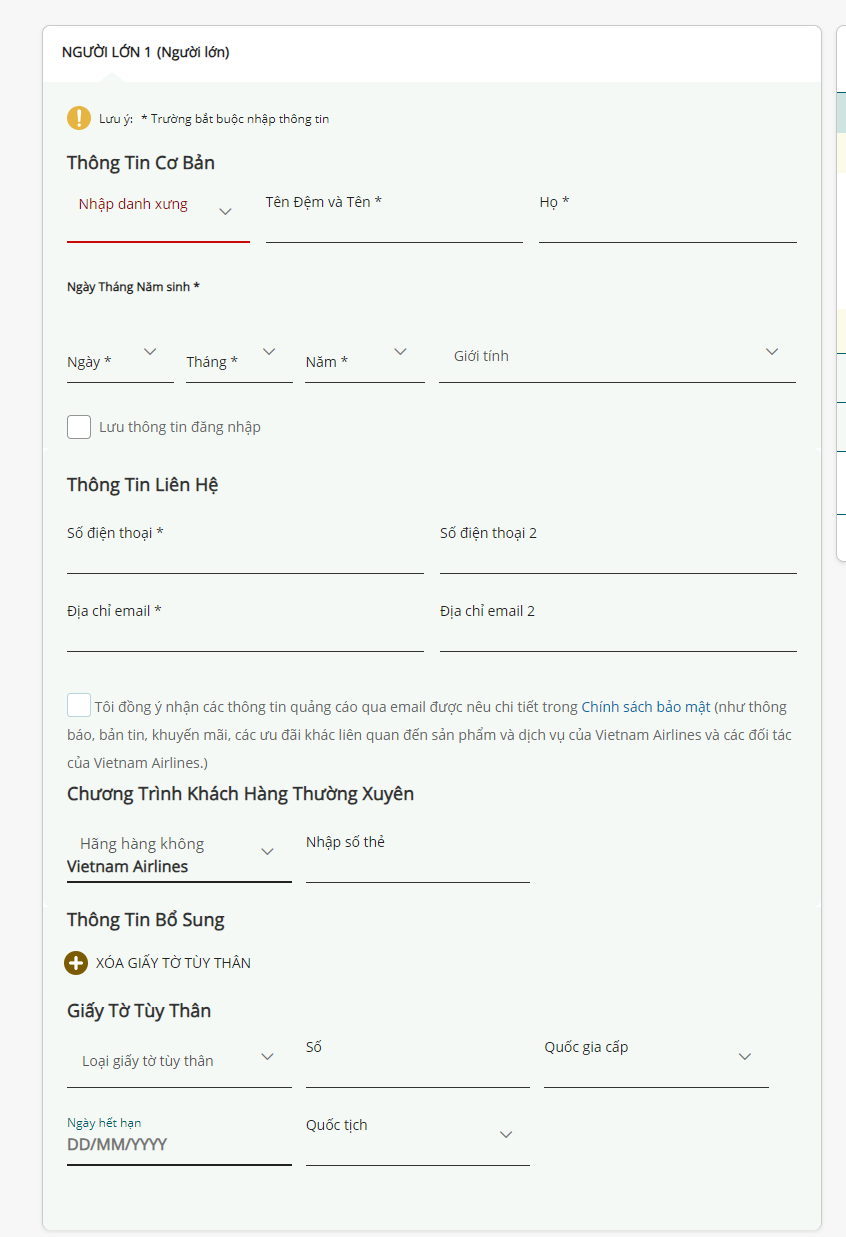 NGƯỜI LỚN 1 (Người lớn)
Lưu ý: * Trường bắt buộc nhập thông tin
Thông Tin Cơ Bản
Nhập danh xưng
Tên Đệm và Tên *
Họ *
Ngày Tháng Năm sinh *
Ngày *
Tháng *
Năm *
Giới tính
Lưu thông tin đăng nhập
Thông Tin Liên Hệ
Số điện thoại *
Số điện thoại 2
Địa chỉ email *
Địa chỉ email 2
Tôi đồng ý nhận các thông tin quảng cáo qua email được nêu chi tiết trong Chính sách bảo mật (như thông
báo, bản tin, khuyến mãi, các ưu đãi khác liên quan đến sản phẩm và dịch vụ của Vietnam Airlines và các đối tác
của Vietnam Airlines.)
Chương Trình Khách Hàng Thường Xuyên
Hãng hàng không
Vietnam Airlines
Nhập số thẻ
Thông Tin Bổ Sung
XÓA GIẤY TỜ TÙY THÂN
Giấy Tờ Tùy Thân
Loại giấy tờ tùy thân
Số
Quốc gia cấp
Ngày hết hạn
DD/MM/YYYY
Quốc tịch